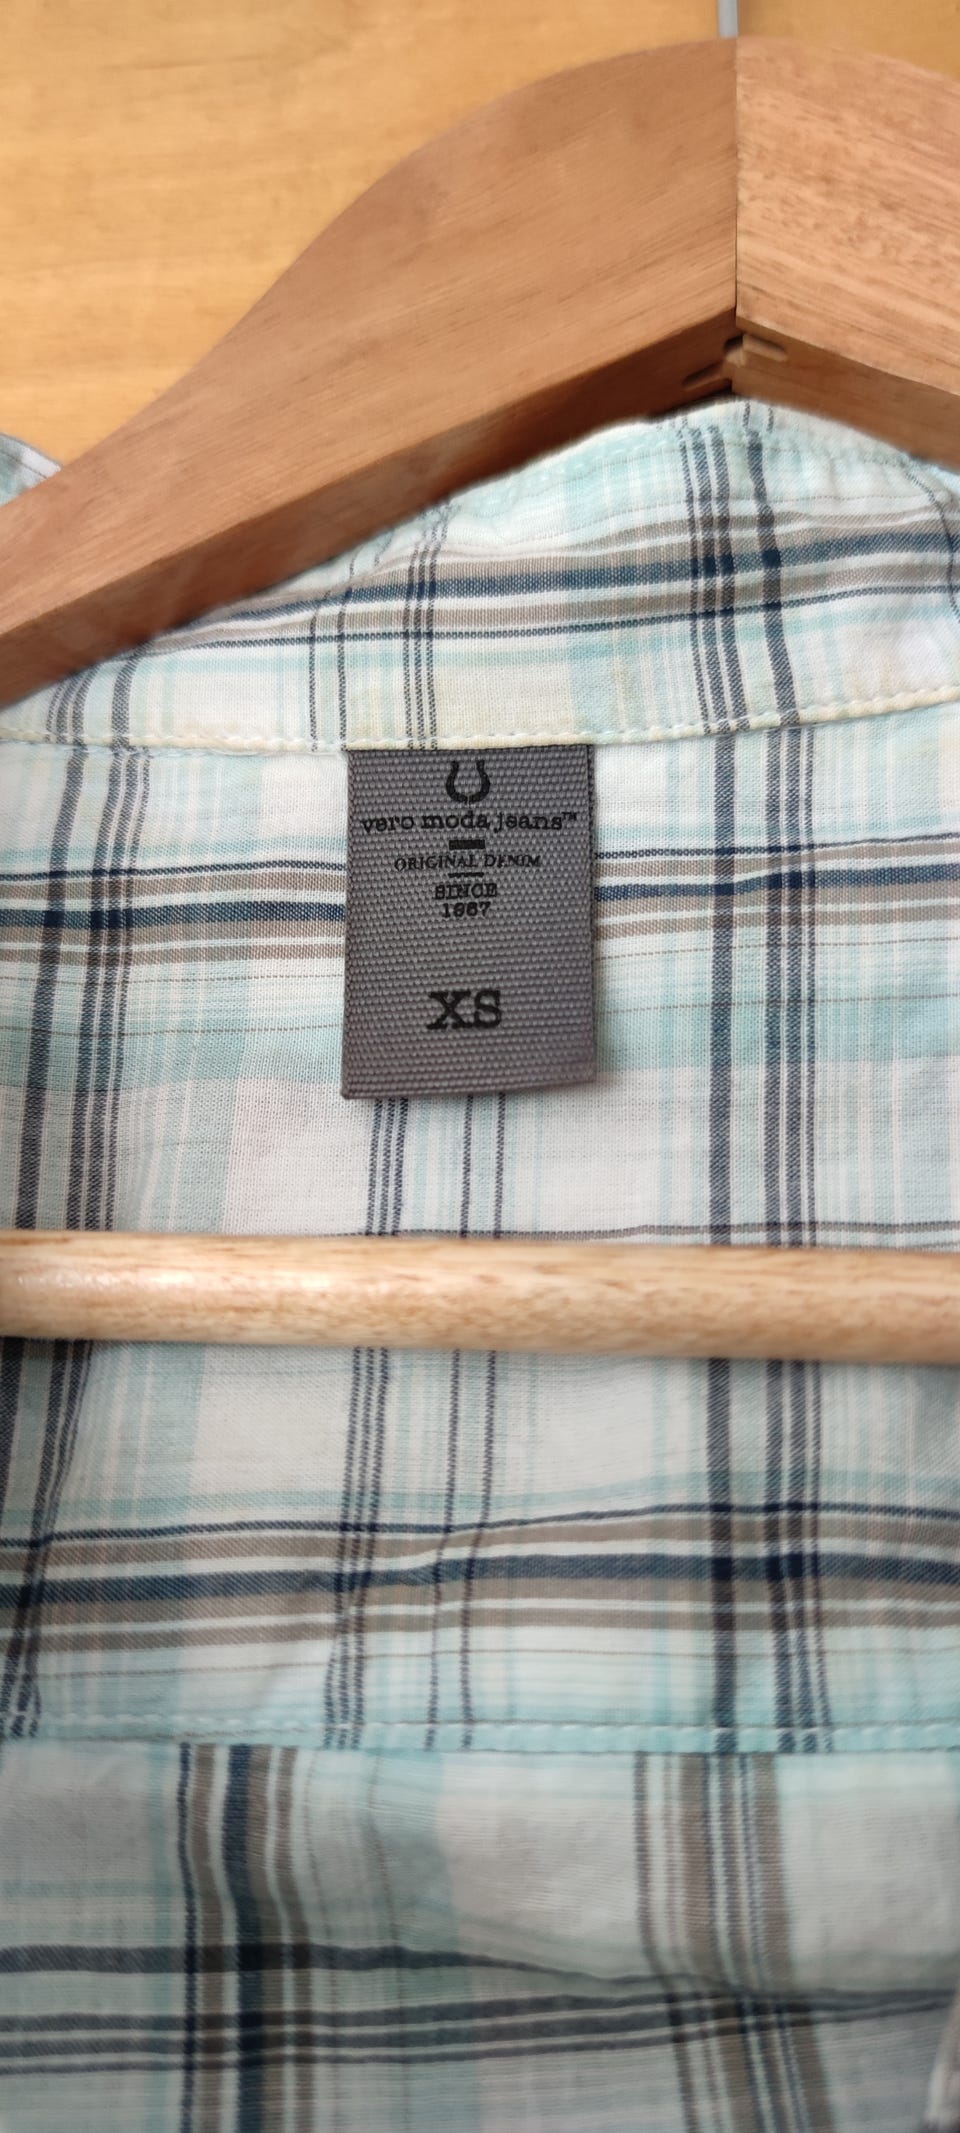 vero moda jeans™
ORIGINAL DENIM
SINCE
1987
XS